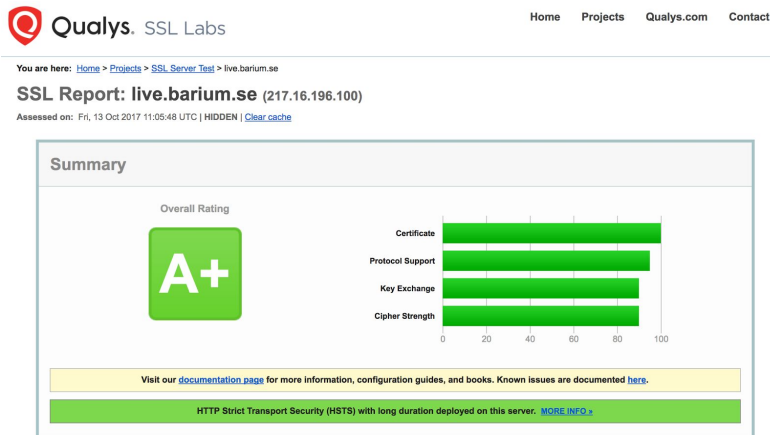 Qualys. SSL Labs
Home Projects Qualys.com Contact
You are here: Home > Projects > SSL Server Test > live.barium.se
SSL Report: live.barium.se (217.16.196.100)
Assessed on: Fri, 13 Oct 2017 11:05:48 UTC | HIDDEN | Clear cache
Summary
Overall Rating
A+
Certificate
Protocol Support
Key Exchange
Cipher Strength
0 20 40 60 80 100
Visit our documentation page for more information, configuration guides, and books. Known issues are documented here.
HTTP Strict Transport Security (HSTS) with long duration deployed on this server. MORE INFO »